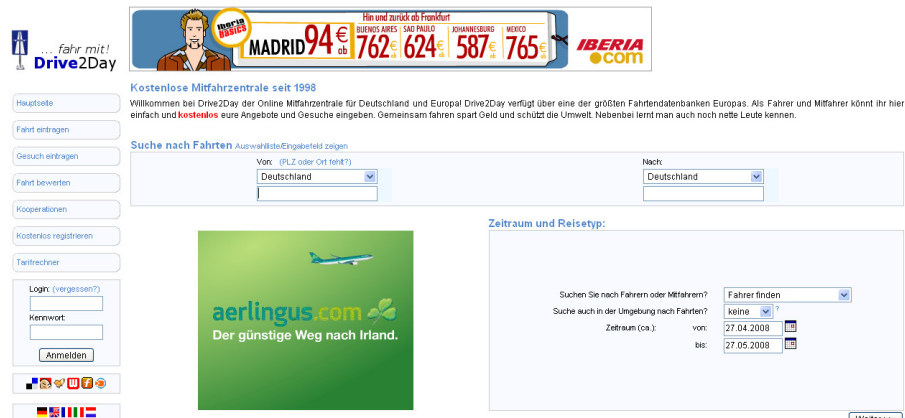 Hin und zurück ab Frankfurt
Iberia basics
MADRID 94€ ab
BUENOS AIRES 762€
SAO PAULO 624€
JOHANNESBURG 587€
MEXICO 765€
IBERIA
.com
... fahr mit!
Drive2Day
Kostenlose Mitfahrzentrale seit 1998
Willkommen bei Drive2Day der Online Mitfahrzentrale für Deutschland und Europa! Drive2Day verfügt über eine der größten Fahrtendatenbanken Europas. Als Fahrer und Mitfahrer könnt ihr hier
einfach und kostenlos eure Angebote und Gesuche eingeben. Gemeinsam fahren spart Geld und schützt die Umwelt. Nebenbei lernt man auch noch nette Leute kennen.
Hauptseite
Fahrt eintragen
Gesuch eintragen
Fahrt bewerten
Kooperationen
Kostenlos registrieren
Tarifrechner
Login: (vergessen?)
Kennwort:
Anmelden
Suche nach Fahrten Auswahlliste/Eingabefeld zeigen
Von: (PLZ oder Ort fehlt?)
Deutschland
Nach:
Deutschland
aerlingus.com
Der günstige Weg nach Irland.
Zeitraum und Reisetyp:
Suchen Sie nach Fahrern oder Mitfahrern? Fahrer finden
Suche auch in der Umgebung nach Fahrten? keine ?
Zeitraum (ca.): von: 27.04.2008
bis: 27.05.2008